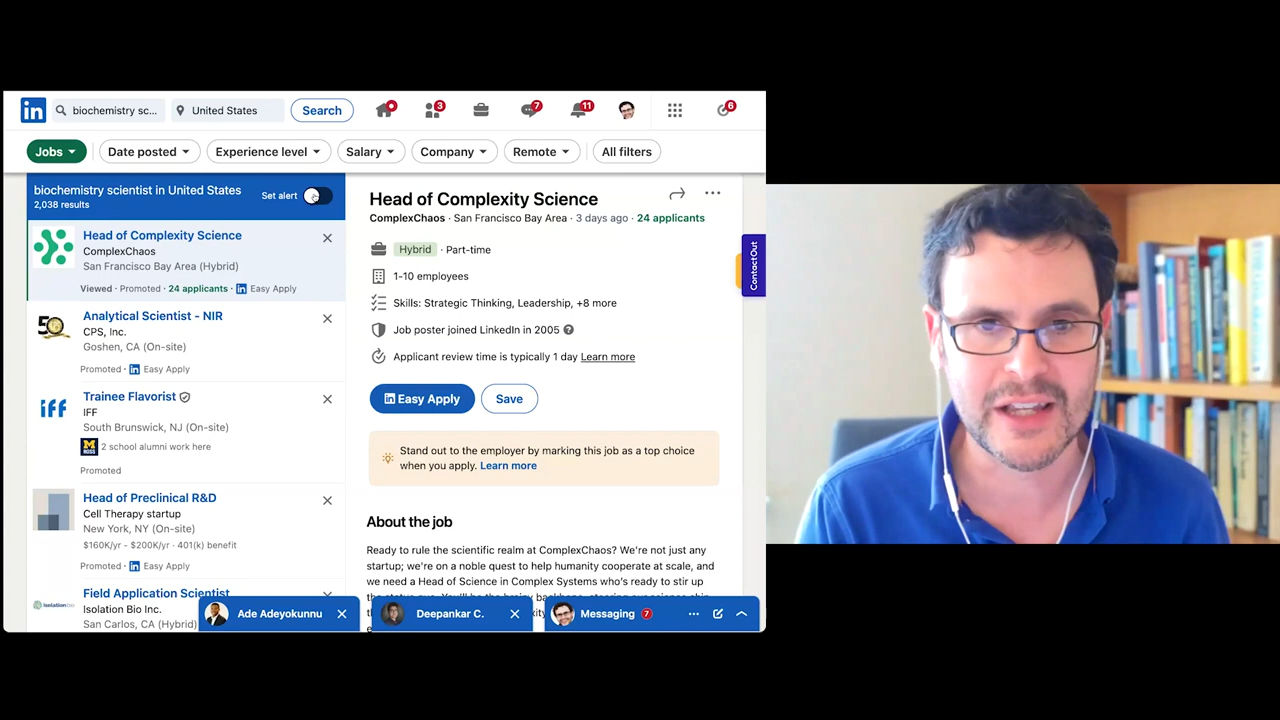 in
biochemistry sc...
United States
Search
3
7
11
6
Jobs
Date posted
Experience level
Salary
Company
Remote
All filters
biochemistry scientist in United States
2,038 results
Set alert
Head of Complexity Science
ComplexChaos
San Francisco Bay Area (Hybrid)
Viewed · Promoted · 24 applicants · in Easy Apply
Analytical Scientist - NIR
CPS, Inc.
Goshen, CA (On-site)
Promoted · in Easy Apply
iff
Trainee Flavorist
IFF
South Brunswick, NJ (On-site)
M ROSS
2 school alumni work here
Promoted
Head of Preclinical R&D
Cell Therapy startup
New York, NY (On-site)
$160K/yr - $200K/yr · 401(k) benefit
Promoted · in Easy Apply
Field Application Scientist
isolationbio
Isolation Bio Inc.
San Carlos, CA (Hybrid)
Head of Complexity Science
ComplexChaos · San Francisco Bay Area · 3 days ago · 24 applicants
Hybrid · Part-time
1-10 employees
Skills: Strategic Thinking, Leadership, +8 more
Job poster joined LinkedIn in 2005
Applicant review time is typically 1 day Learn more
in Easy Apply
Save
Stand out to the employer by marking this job as a top choice
when you apply. Learn more
About the job
Ready to rule the scientific realm at ComplexChaos? We're not just any
startup; we're on a noble quest to help humanity cooperate at scale, and
we need a Head of Science in Complex Systems who's ready to stir up
ContactOut
Ade Adeyokunnu
Deepankar C.
Messaging
7